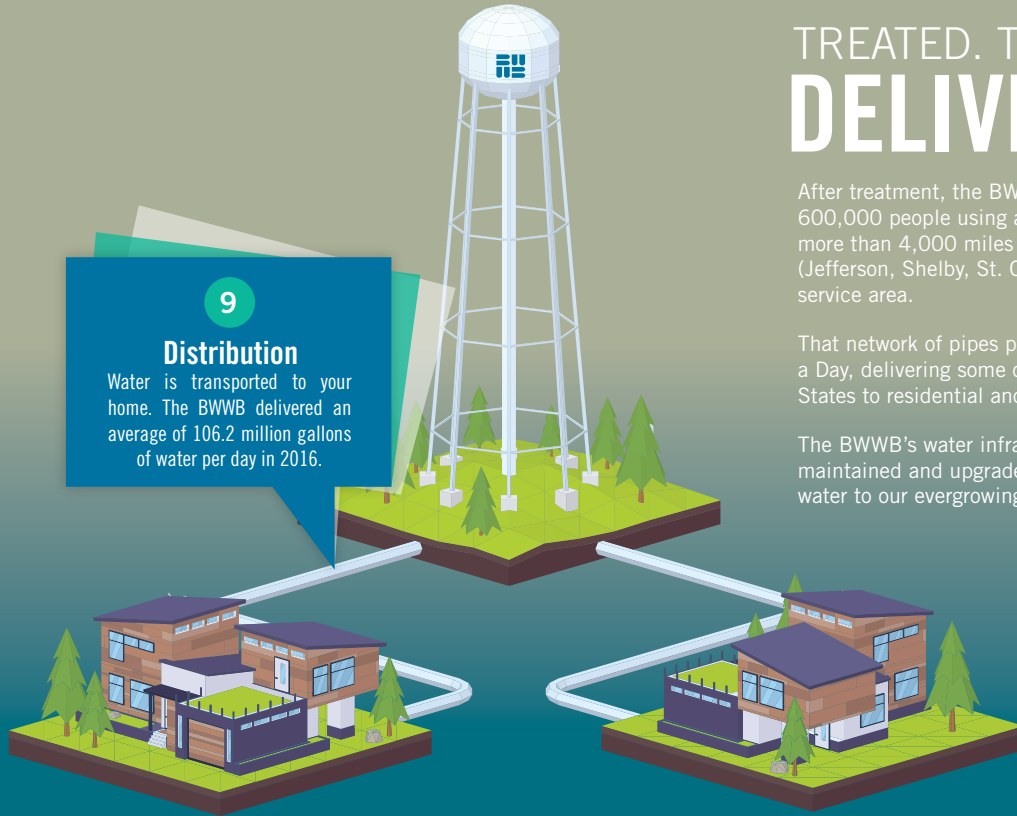 BWWB
TREATED. T
DELIV
After treatment, the BW
600,000 people using a
more than 4,000 miles
(Jefferson, Shelby, St. C
service area.
That network of pipes p
a Day, delivering some o
States to residential and
The BWWB's water infra
maintained and upgrade
water to our evergrowing
9
Distribution
Water is transported to your
home. The BWWB delivered an
average of 106.2 million gallons
of water per day in 2016.